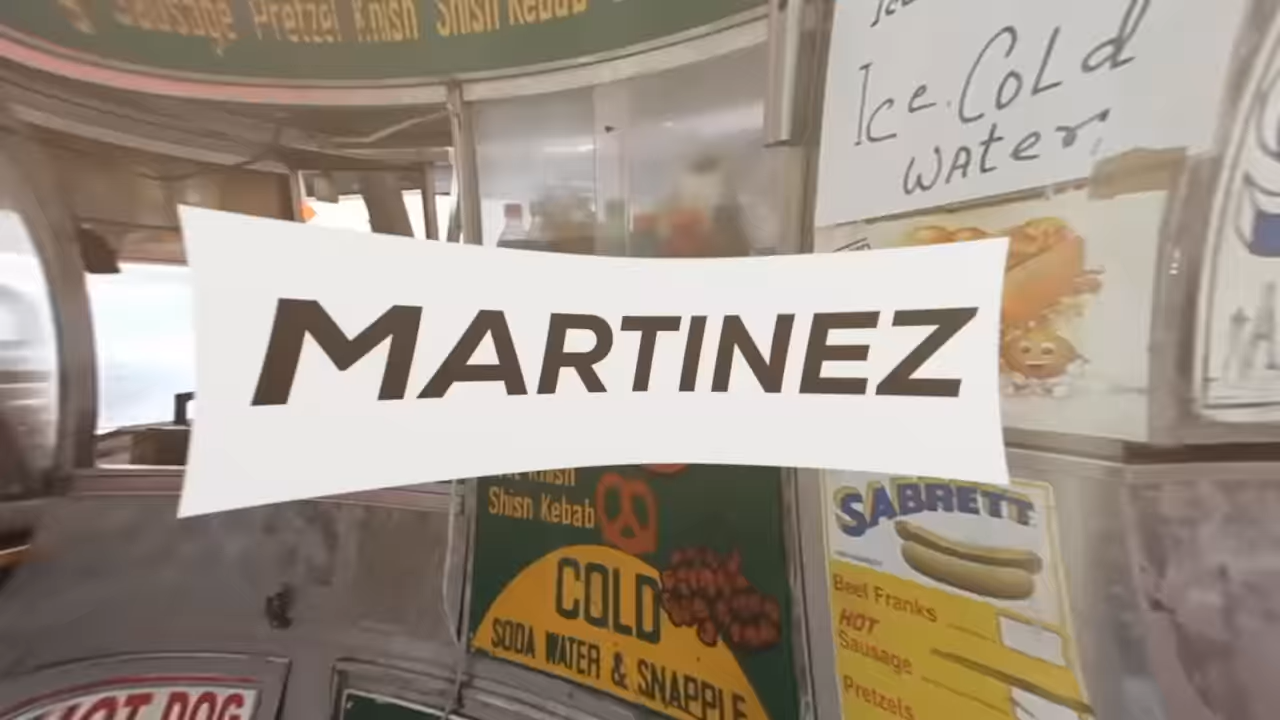 Sausage Pretzel Knish Shish Kebab
Ice Cold
Water
MARTINEZ
Knish
Shish Kebab
COLD
SODA WATER & SNAPPLE
SABRETT
Beef Franks
HOT
Sausage
Pretzels
HOT DOG